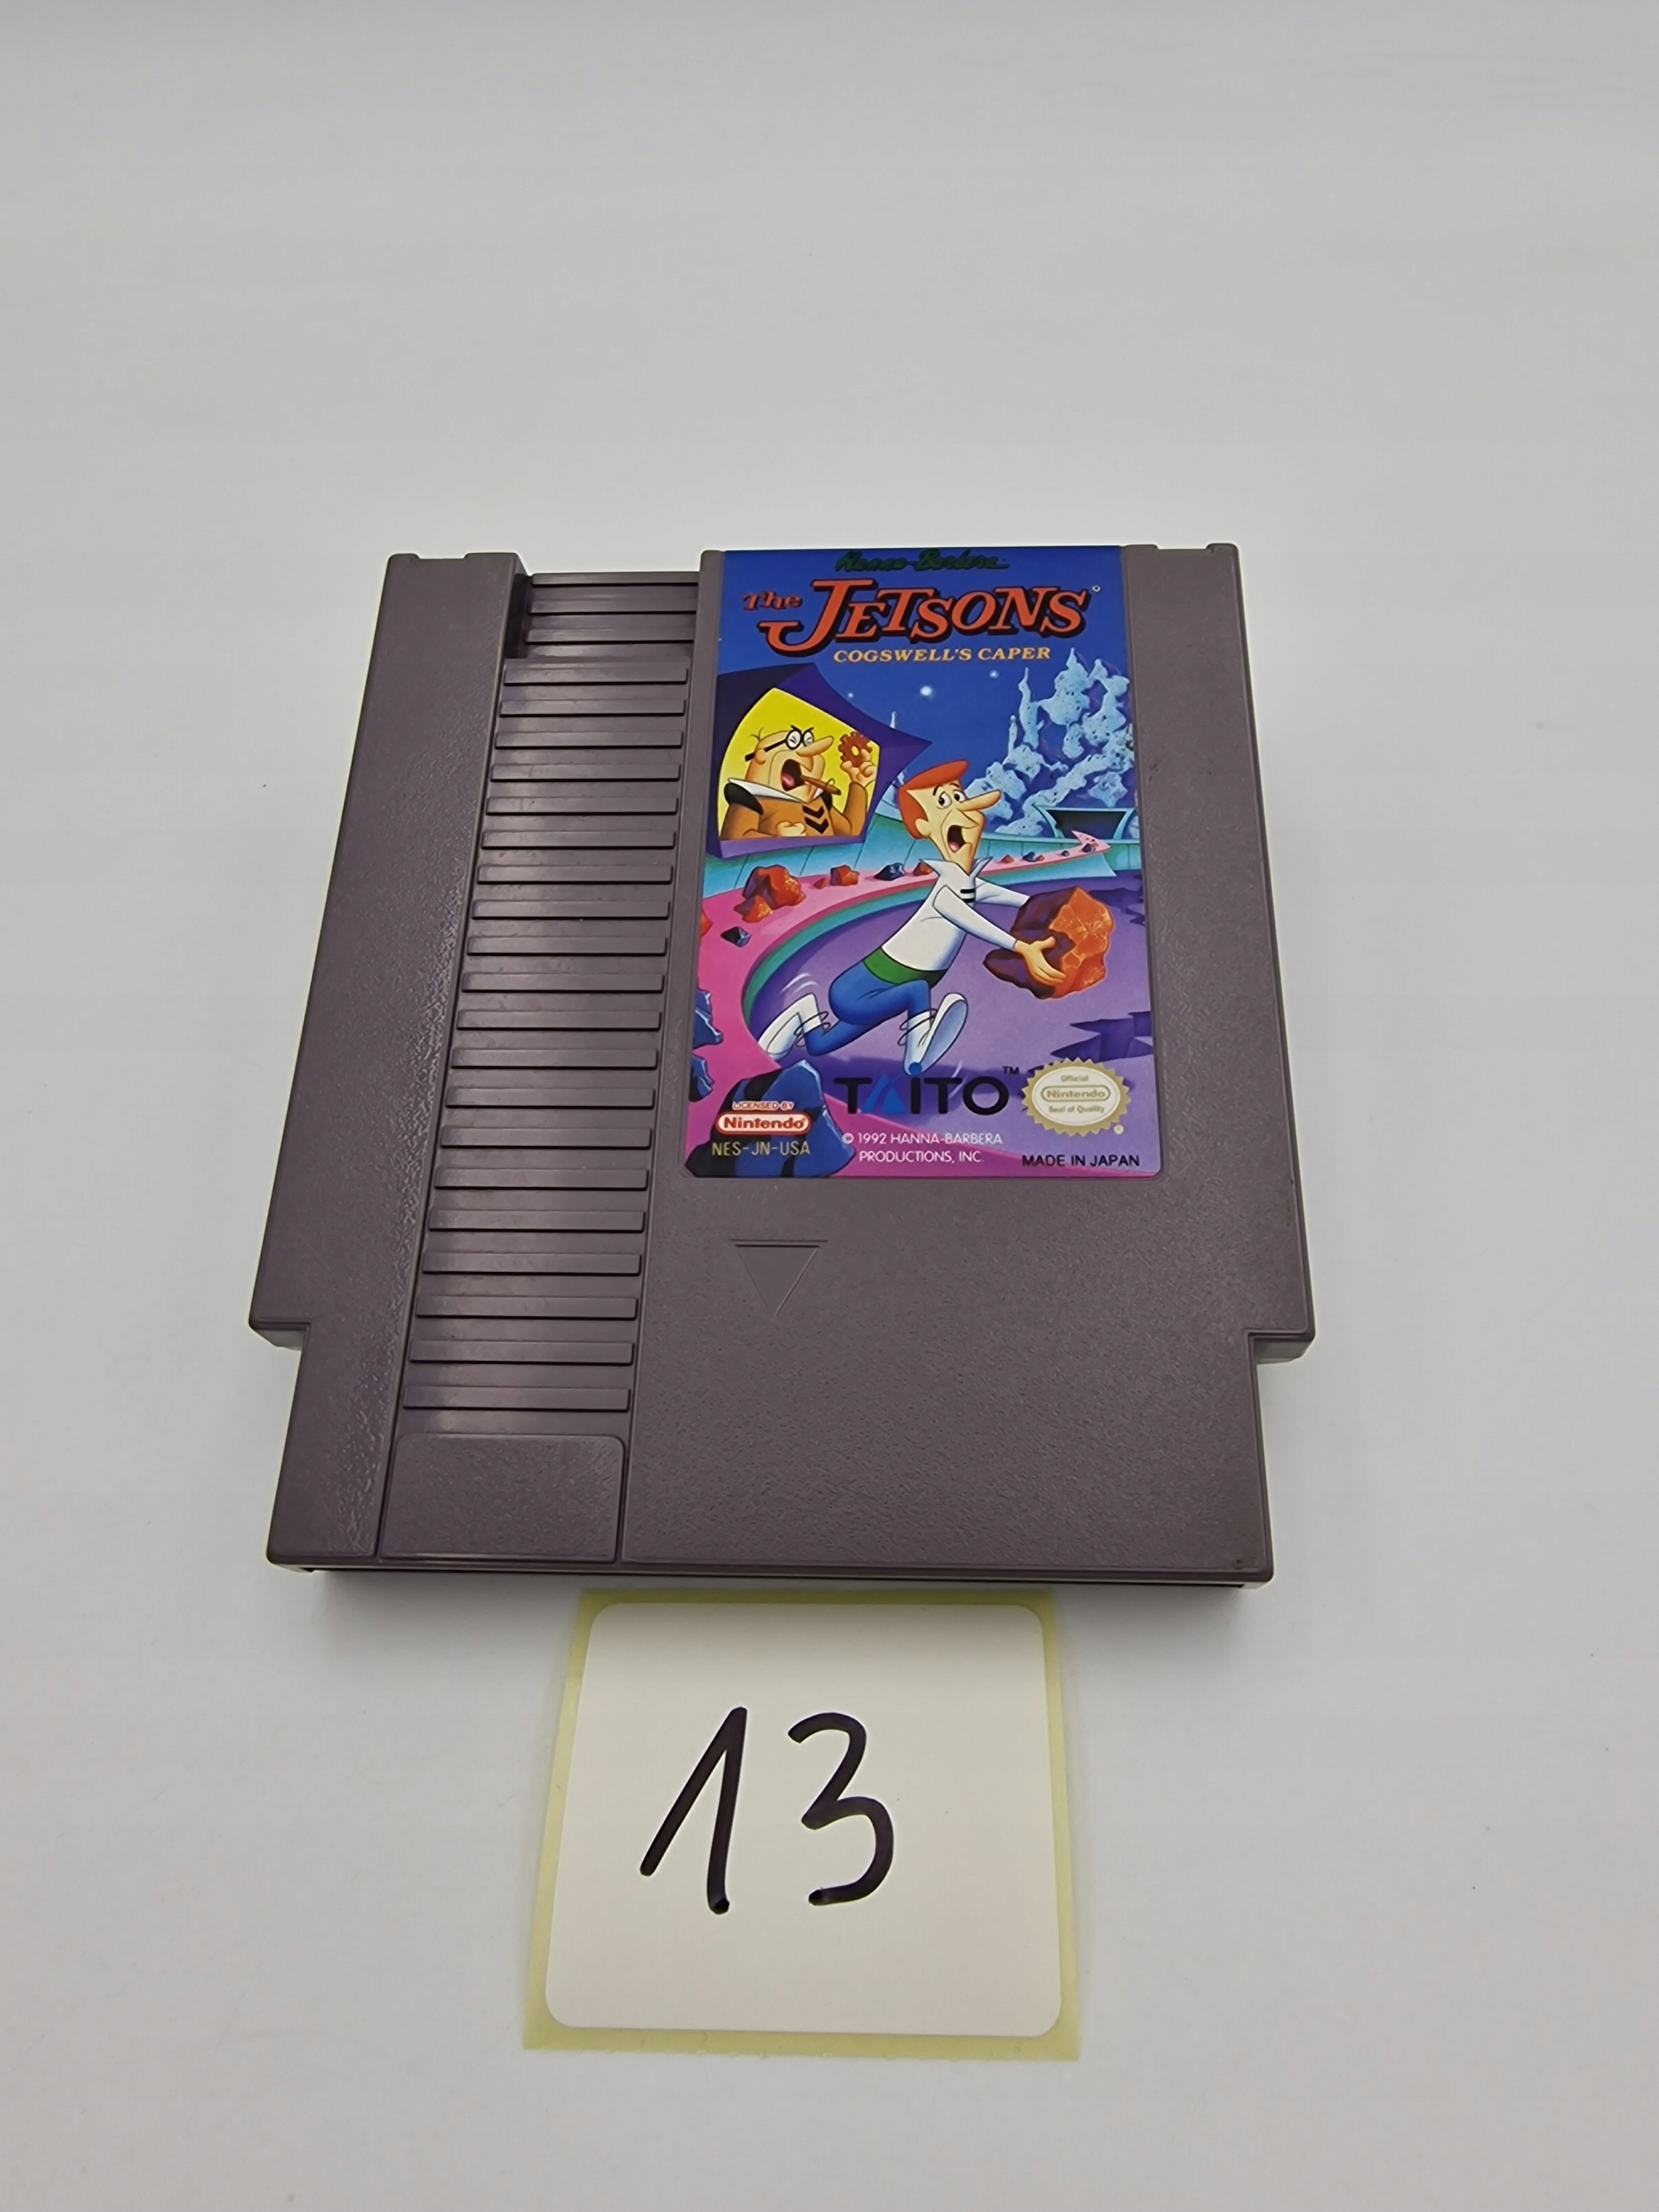 Hanna-Barbera
The JETSONS
COGSWELL'S CAPER
TAITO™
Official
Nintendo
Seal of Quality
LICENSED BY
Nintendo
NES-JN-USA
© 1992 HANNA-BARBERA
PRODUCTIONS, INC.
MADE IN JAPAN
13